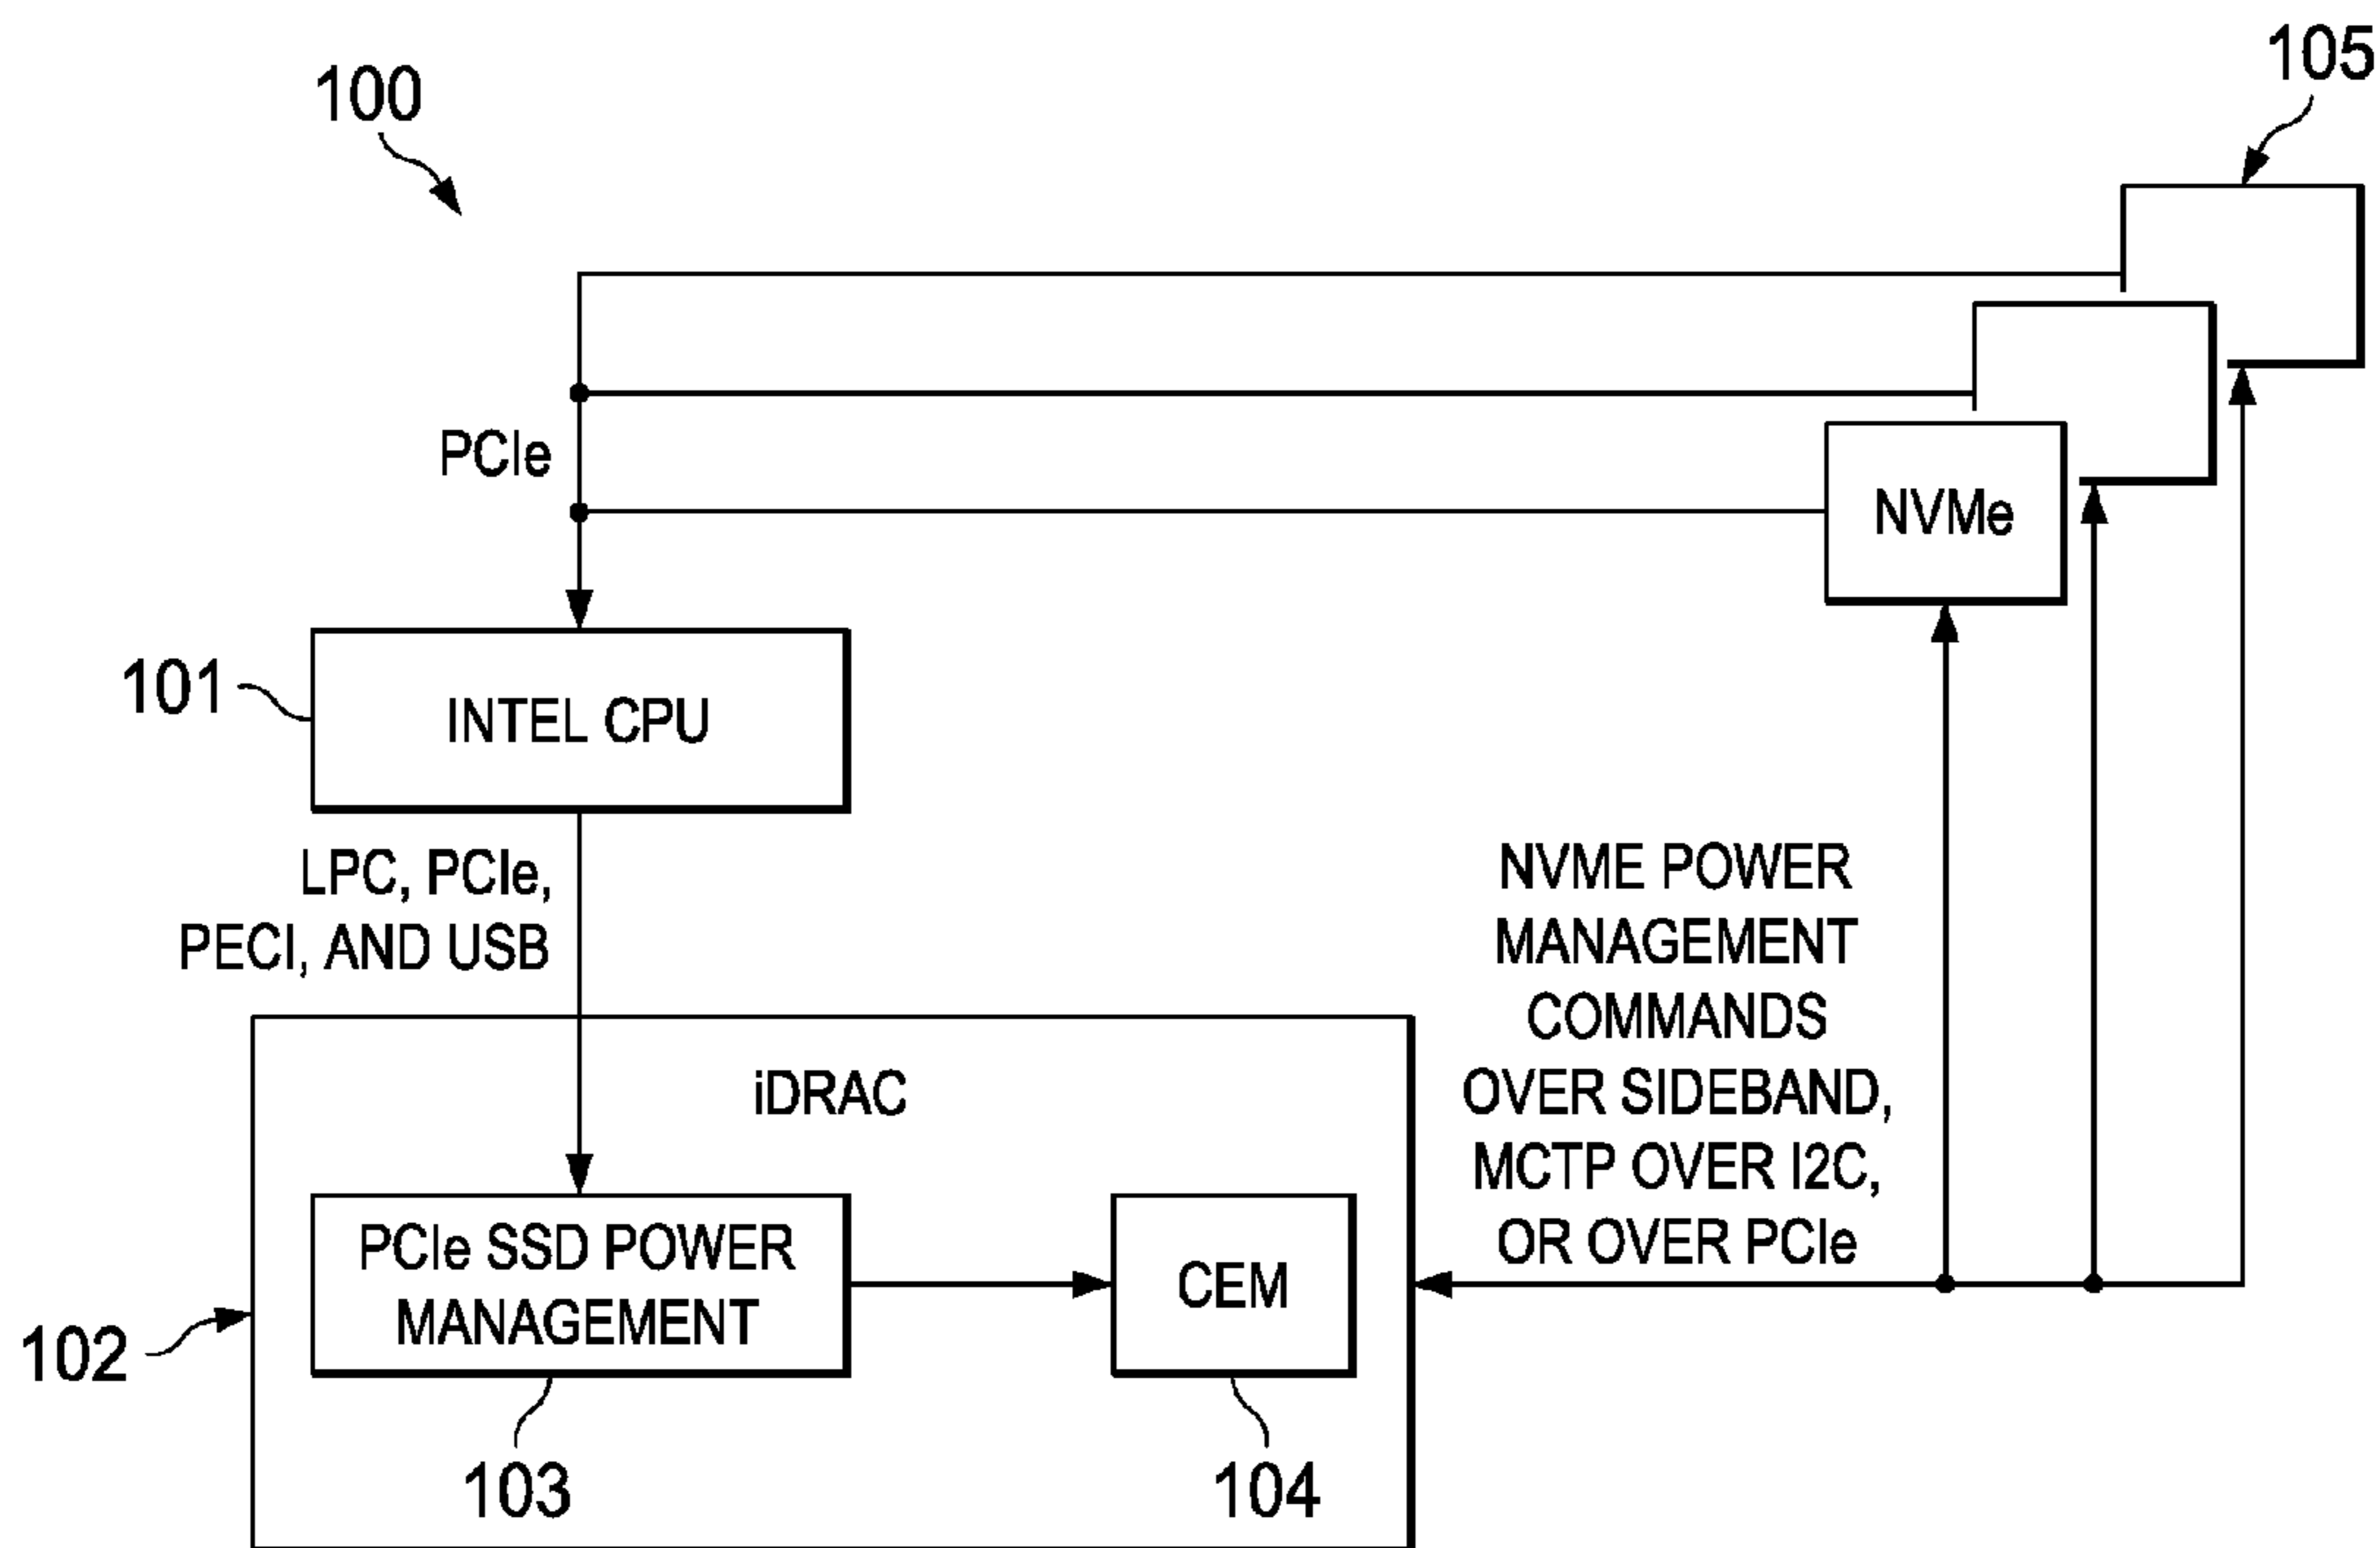 105
100
PCIe
NVMe
101
INTEL CPU
LPC, PCIe,
PECI, AND USB
NVME POWER
MANAGEMENT
COMMANDS
OVER SIDEBAND,
MCTP OVER I2C,
OR OVER PCIe
iDRAC
PCIe SSD POWER
MANAGEMENT
CEM
102
103
104